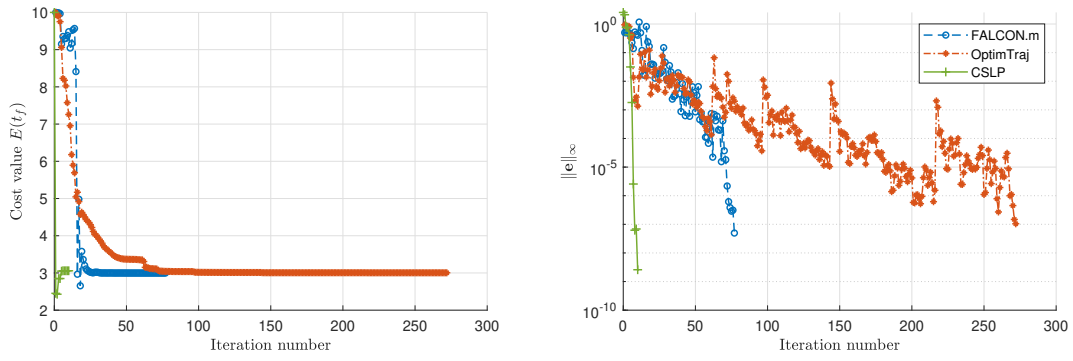 10
9
8
7
6
5
4
3
2
Cost value E(t_f)
0 50 100 150 200 250 300
Iteration number
10^0
10^-5
10^-10
‖e‖∞
FALCON.m
OptimTraj
CSLP
0 50 100 150 200 250 300
Iteration number